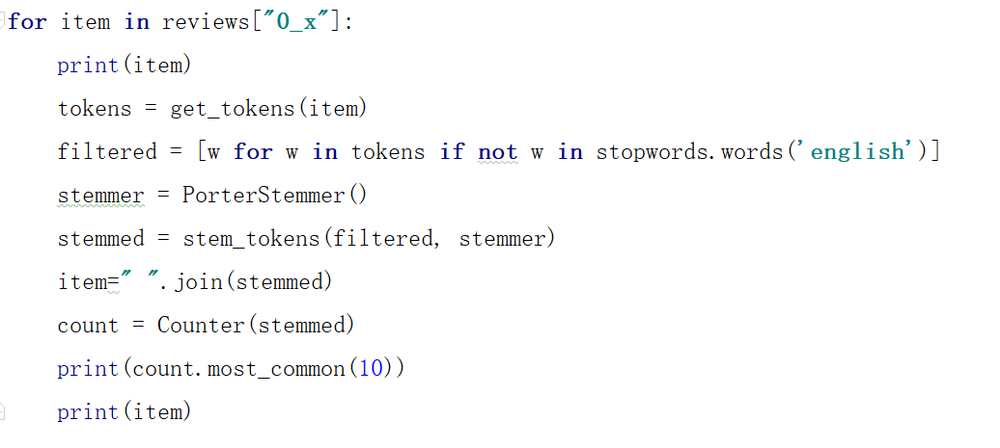 for item in reviews["0_x"]:
    print(item)
    tokens = get_tokens(item)
    filtered = [w for w in tokens if not w in stopwords.words('english')]
    stemmer = PorterStemmer()
    stemmed = stem_tokens(filtered, stemmer)
    item=" ".join(stemmed)
    count = Counter(stemmed)
    print(count.most_common(10))
    print(item)